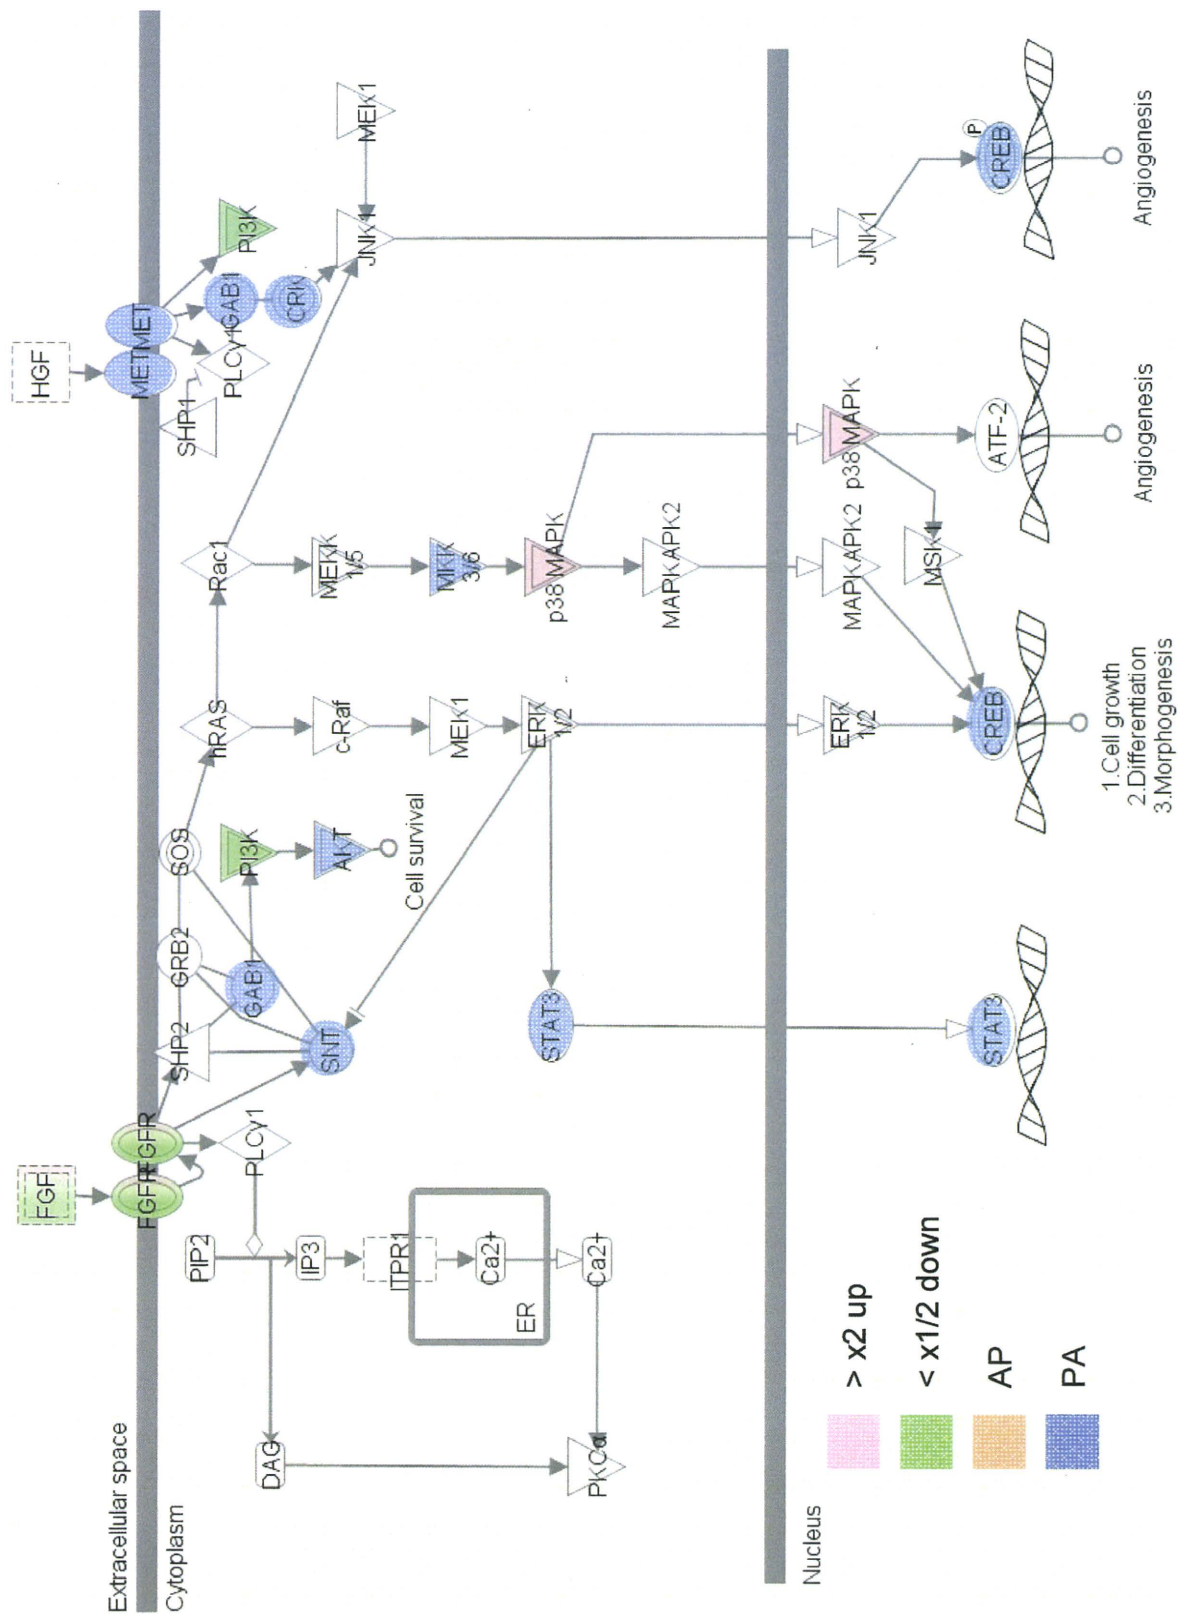 Extracellular space
Cytoplasm
FGF
HGF
FGFR
FGFR
MET
MET
SHP2
GRB2
SOS
hRAS
Rac1
SHP1
PLCγ1
GAB1
PI3K
CRK
PIP2
PLCγ1
SNT
GAB1
PI3K
AKT
Cell survival
c-Raf
MEKK
1/5
JNK1
MEK1
DAG
IP3
ITPR1
Ca2+
ER
Ca2+
PKCα
MEK1
MKK
3/6
ERK
1/2
p38 MAPK
STAT3
MAPKAPK2
Nucleus
ERK
1/2
MAPKAPK2
p38 MAPK
JNK1
MSK1
STAT3
CREB
ATF-2
CREB
P
1.Cell growth
2.Differentiation
3.Morphogenesis
Angiogenesis
Angiogenesis
> x2 up
< x1/2 down
AP
PA